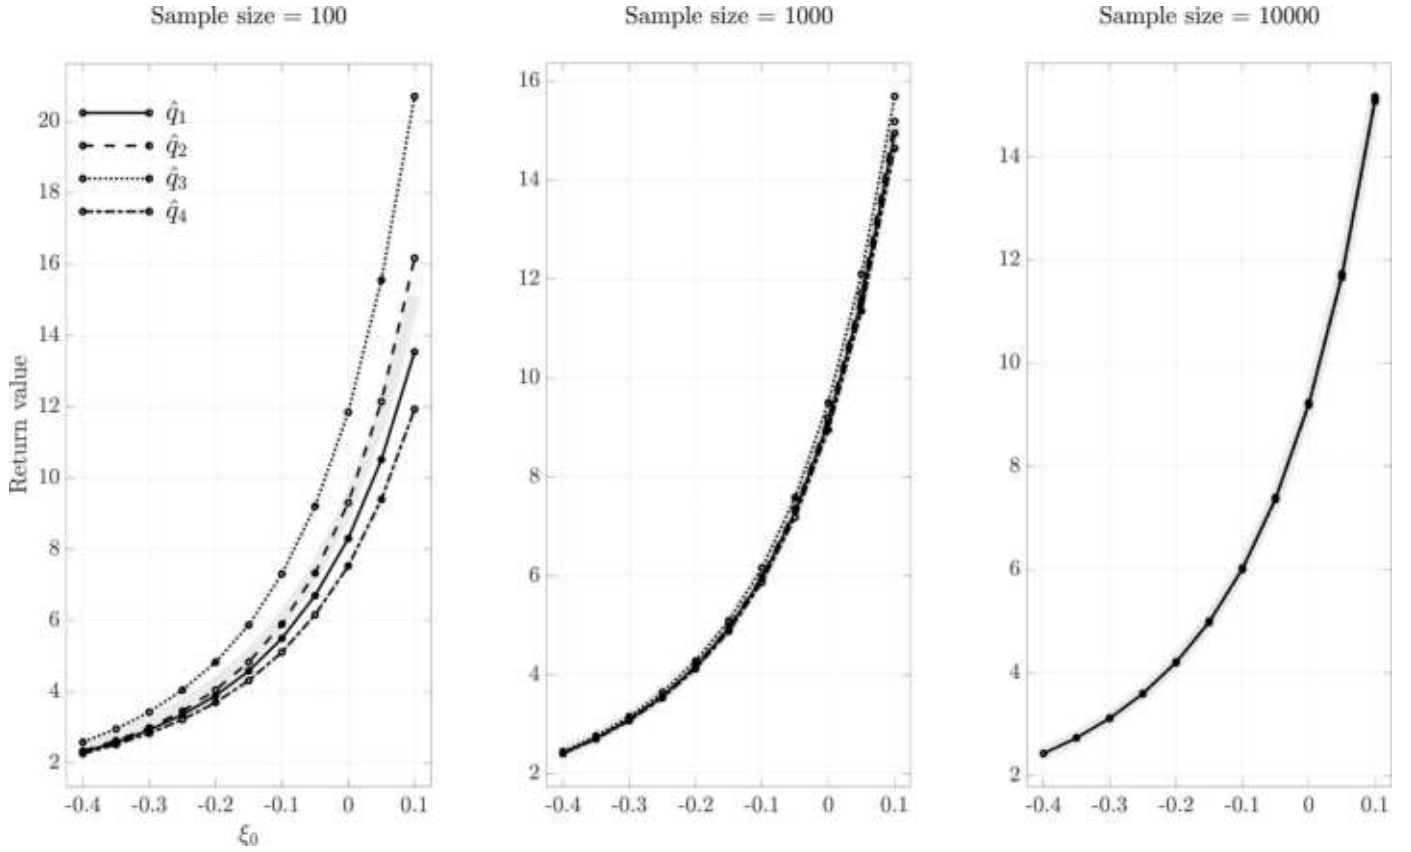 Sample size = 100
Sample size = 1000
Sample size = 10000
q̂₁
q̂₂
q̂₃
q̂₄
Return value
20
18
16
14
12
10
8
6
4
2
-0.4 -0.3 -0.2 -0.1 0 0.1
ξ₀
16
14
12
10
8
6
4
2
-0.4 -0.3 -0.2 -0.1 0 0.1
14
12
10
8
6
4
2
-0.4 -0.3 -0.2 -0.1 0 0.1